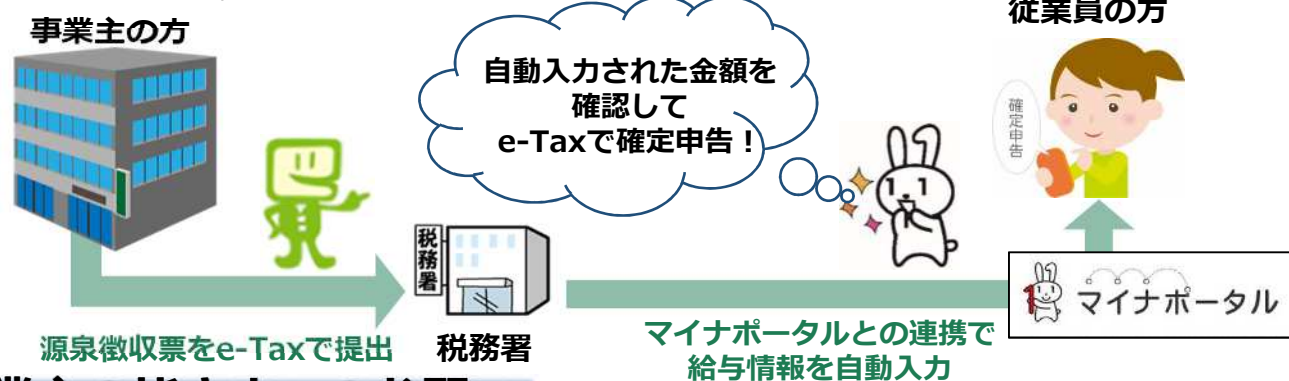 事業主の方
従業員の方
自動入力された金額を
確認して
e-Taxで確定申告！
確定申告
税務署
マイナポータル
源泉徴収票をe-Taxで提出
税務署
マイナポータルとの連携で
給与情報を自動入力